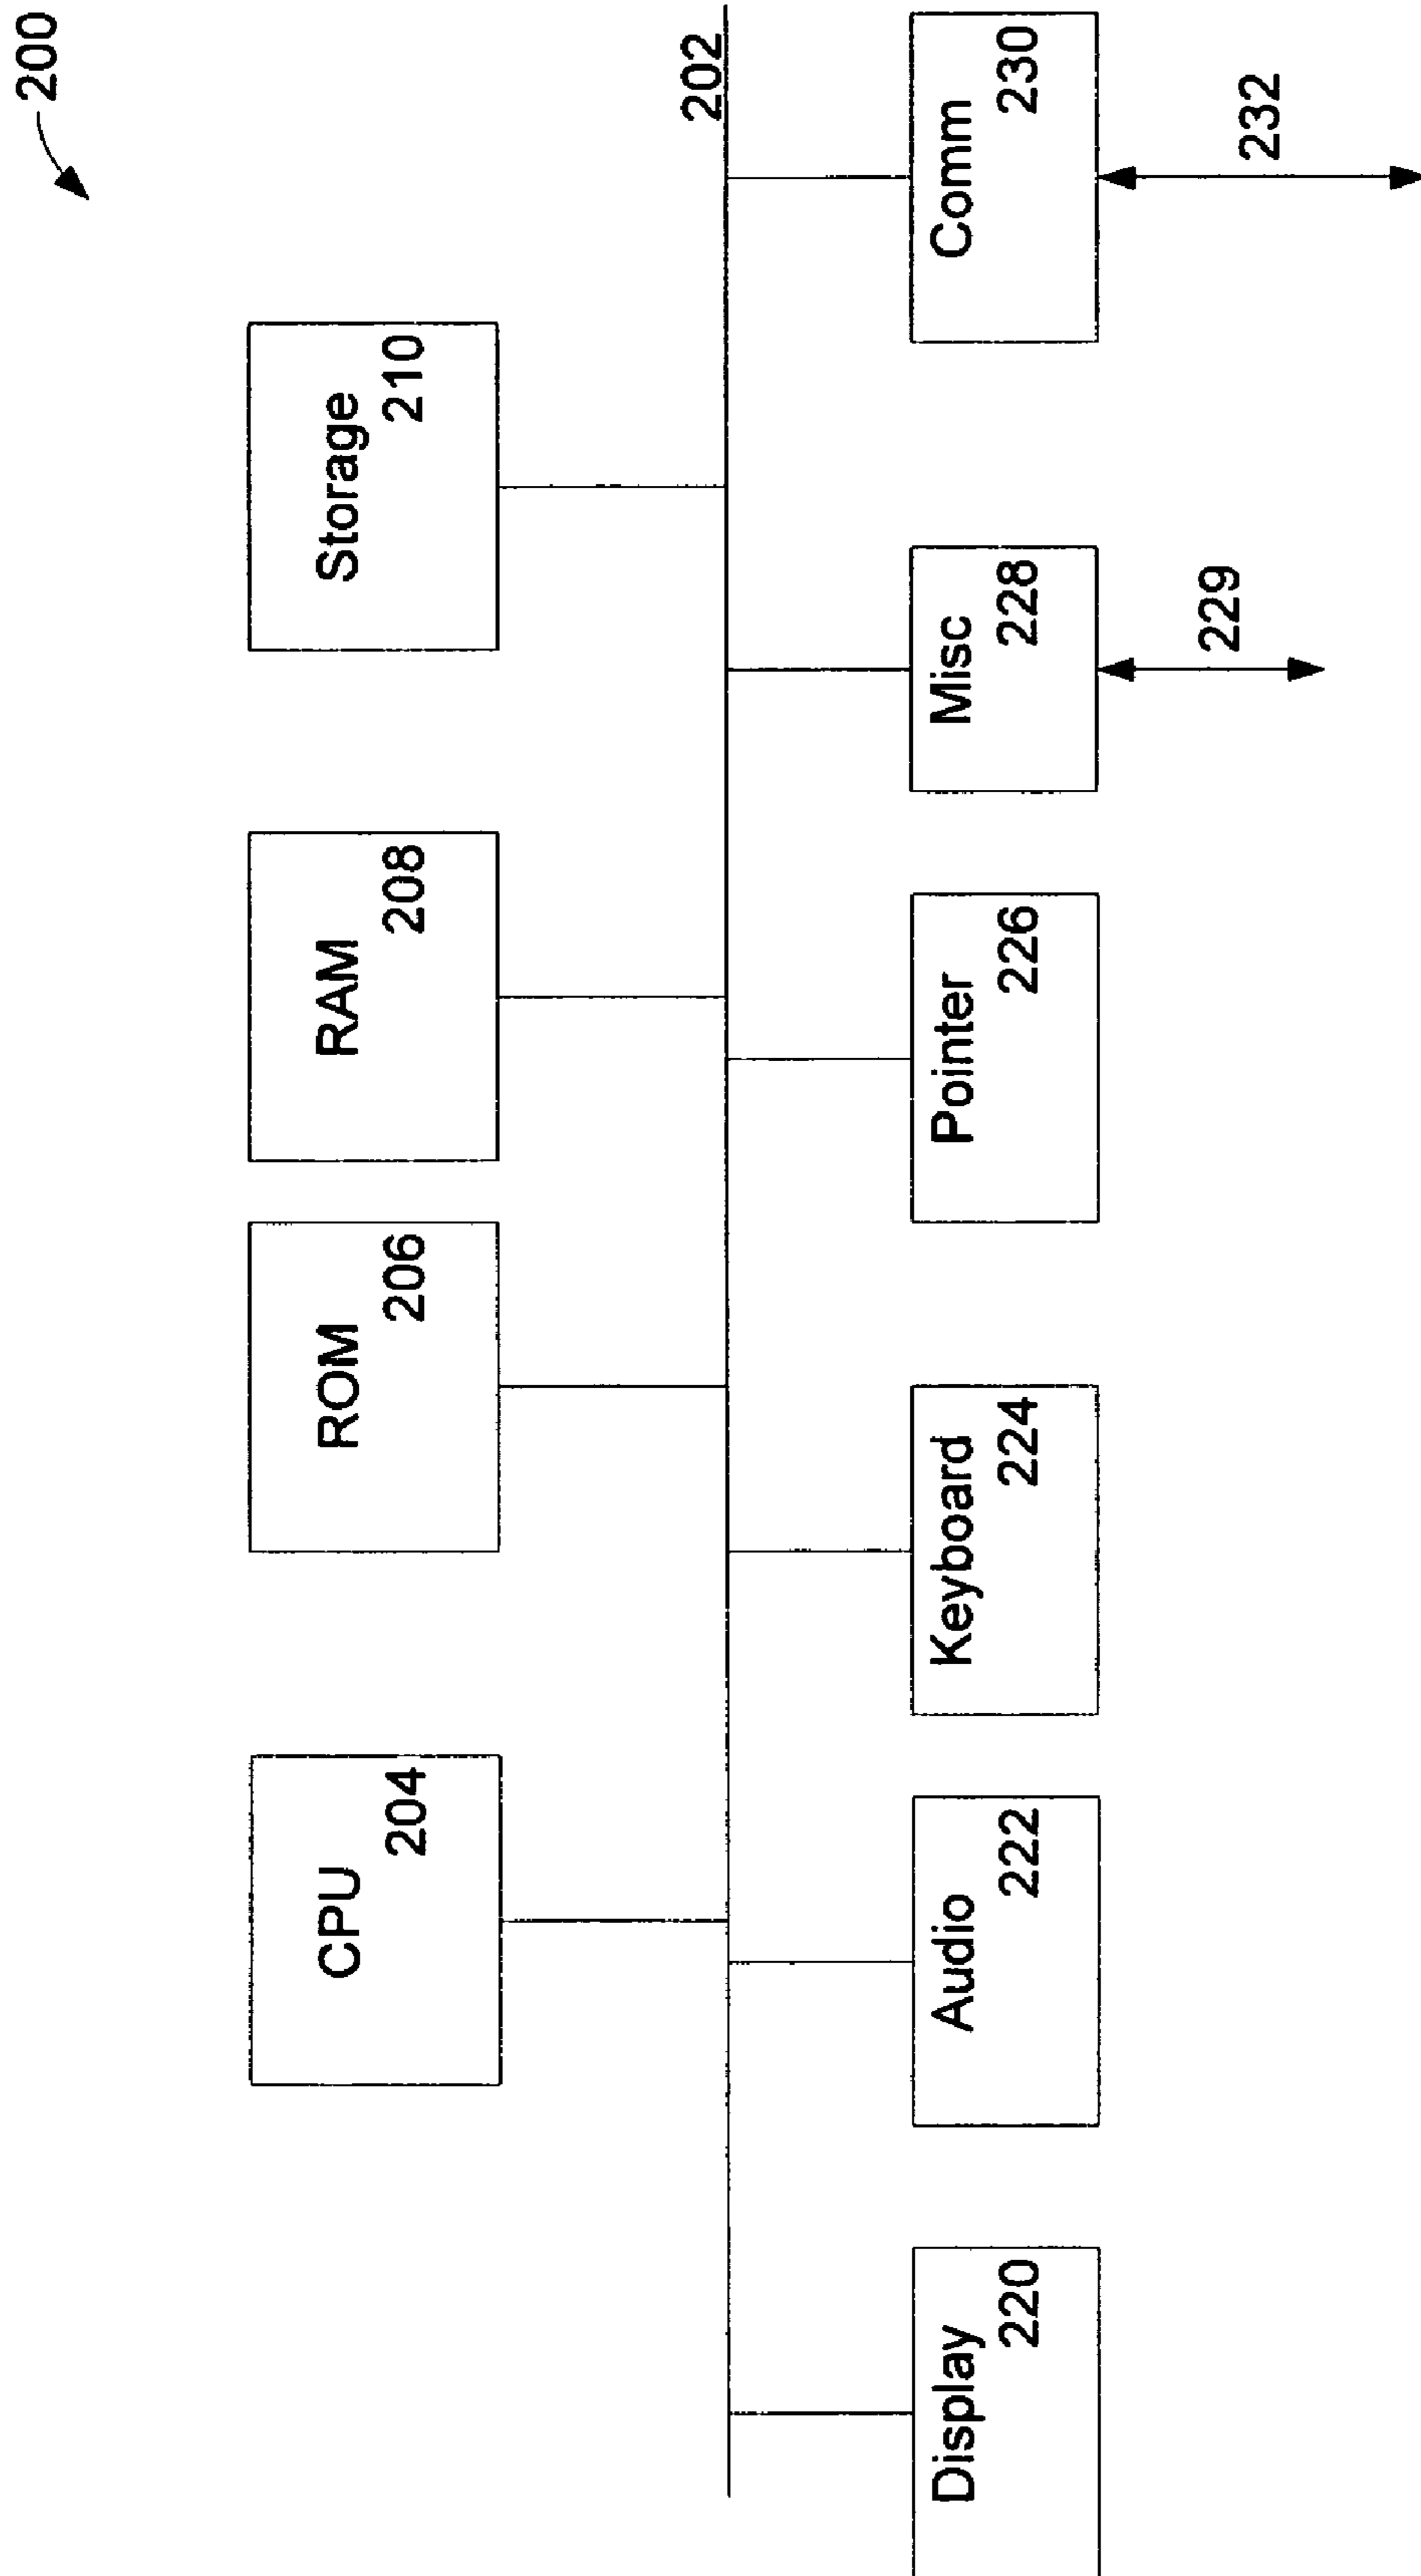 200
CPU
204
ROM
206
RAM
208
Storage
210
202
Display
220
Audio
222
Keyboard
224
Pointer
226
Misc
228
Comm
230
229
232